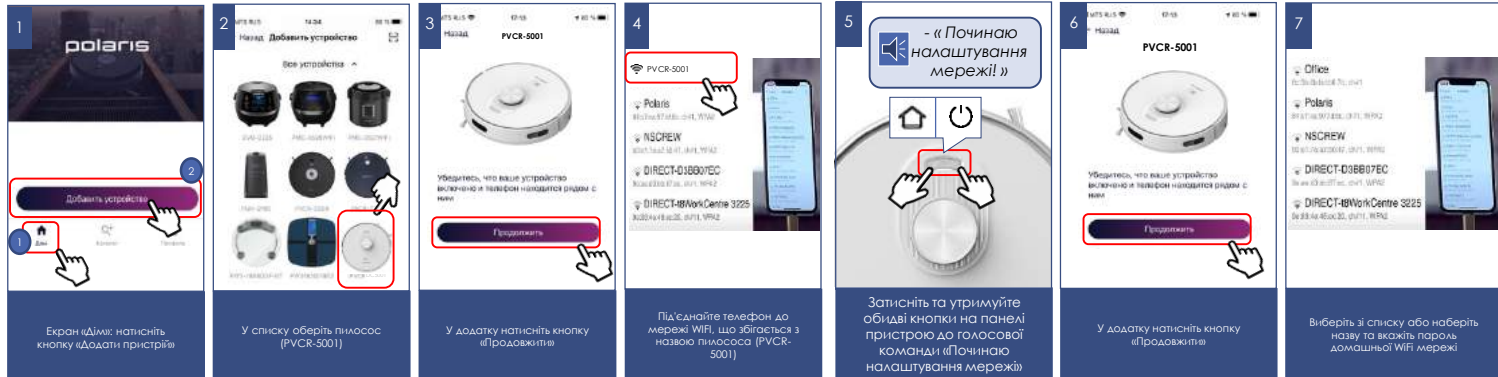 1
polaris
2
Добавить устройство
1
Дом
Екран «Дім»: натисніть
кнопку «Додати пристрій»
2
MTS RUS
14:34
Назад
Добавить устройство
Все устройства
У списку оберіть пилосос
(PVCR-5001)
3
Назад
PVCR-5001
Убедитесь, что ваше устройство
включено и телефон находится рядом с
ним
Продолжить
У додатку натисніть кнопку
«Продовжити»
4
PVCR-5001
Polaris
NSCREW
DIRECT-D3BB07EC
DIRECT-t8WorkCentre 3225
Під'єднайте телефон до
мережі WIFI, що збігається з
назвою пилососа (PVCR-
5001)
5
- « Починаю
налаштування
мережі! »
Затисніть та утримуйте
обидві кнопки на панелі
пристрою до голосової
команди «Починаю
налаштування мережі»
6
Назад
PVCR-5001
Убедитесь, что ваше устройство
включено и телефон находится рядом с
ним
Продолжить
У додатку натисніть кнопку
«Продовжити»
7
Office
Polaris
NSCREW
DIRECT-D3BB07EC
DIRECT-t8WorkCentre 3225
Виберіть зі списку або наберіть
назву та вкажіть пароль
домашньої WiFi мережі